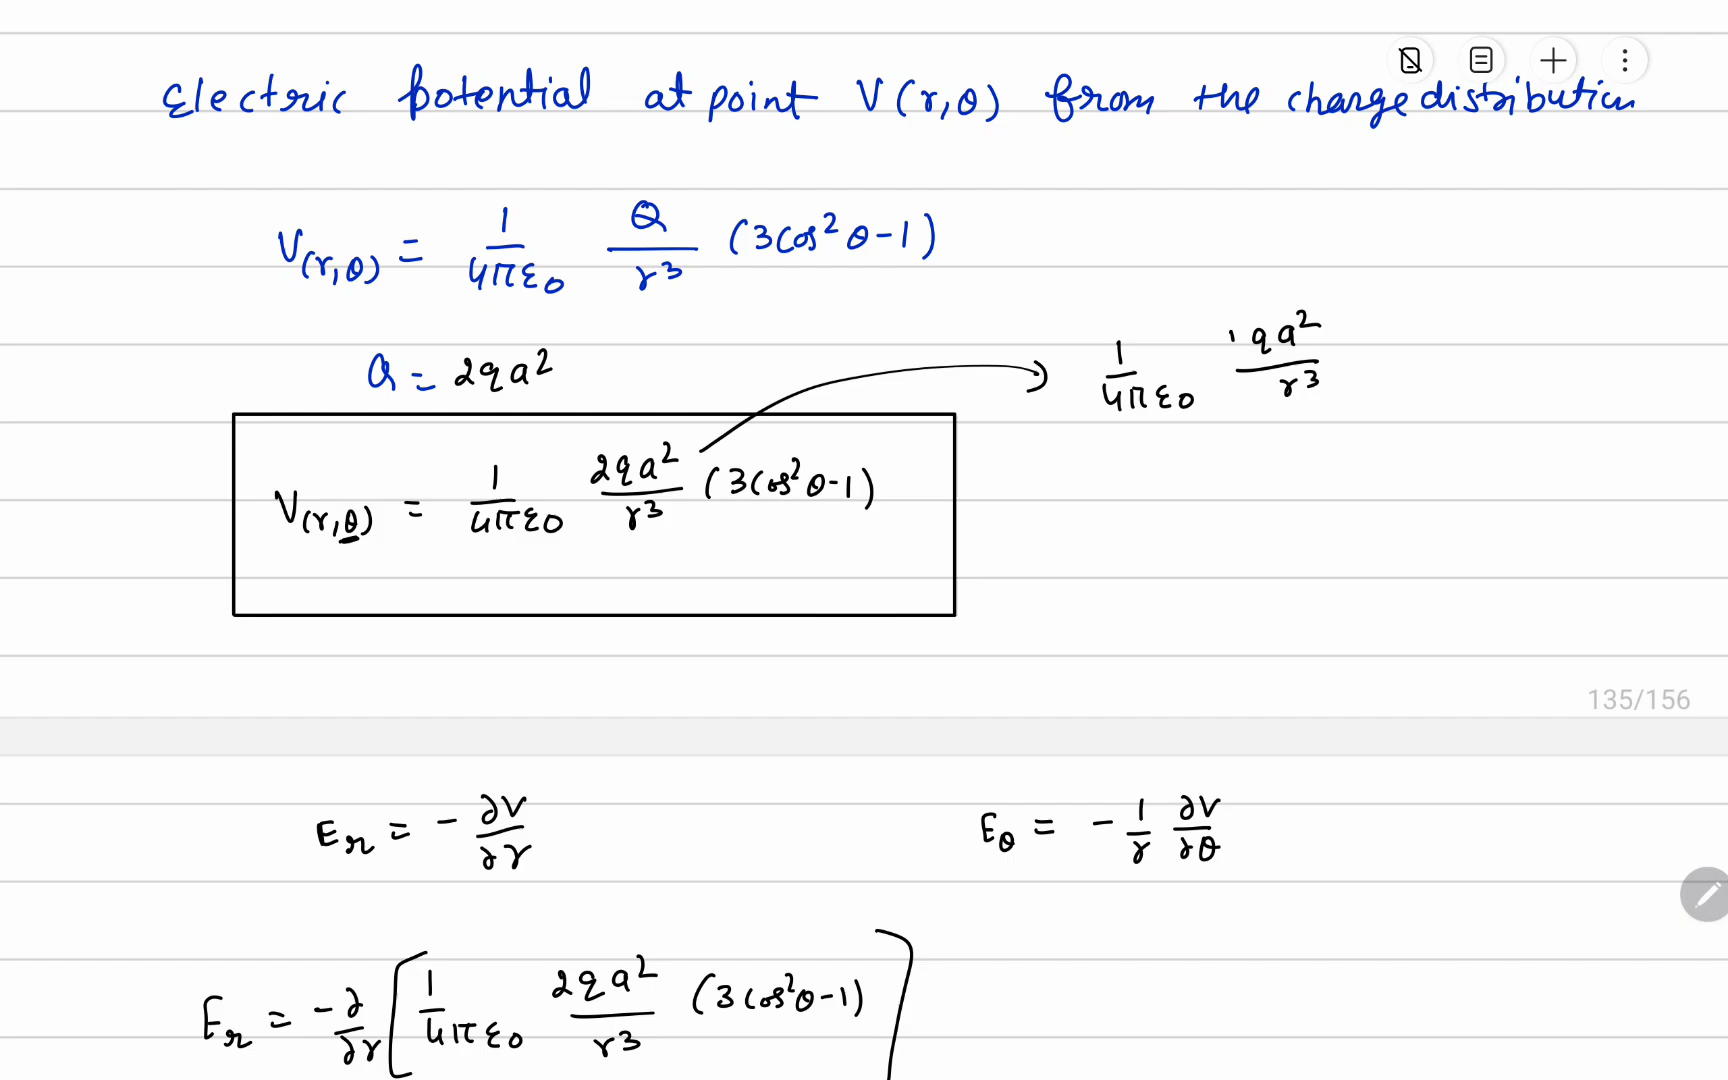 Electric potential at point V(r,θ) from the charge distribution
V(r,θ) = 1/4πε0 Q/r³ (3cos²θ-1)
Q = 2qa²
1/4πε0 qa²/r³
V(r,θ) = 1/4πε0 2qa²/r³ (3cos²θ-1)
135/156
Er = - ∂V/∂r
Eθ = - 1/r ∂V/∂θ
Er = -∂/∂r [1/4πε0 2qa²/r³ (3cos²θ-1)]